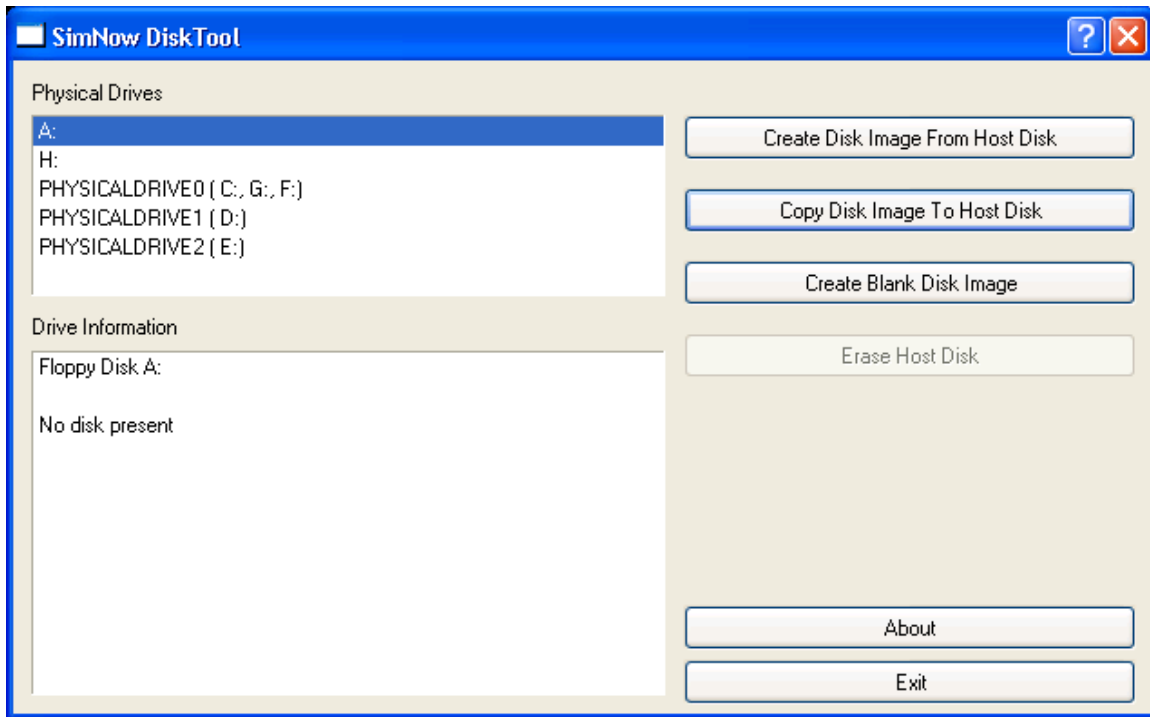 SimNow DiskTool
Physical Drives
A:
H:
PHYSICALDRIVE0 ( C:, G:, F:)
PHYSICALDRIVE1 ( D:)
PHYSICALDRIVE2 ( E:)
Drive Information
Floppy Disk A:
No disk present
Create Disk Image From Host Disk
Copy Disk Image To Host Disk
Create Blank Disk Image
Erase Host Disk
About
Exit